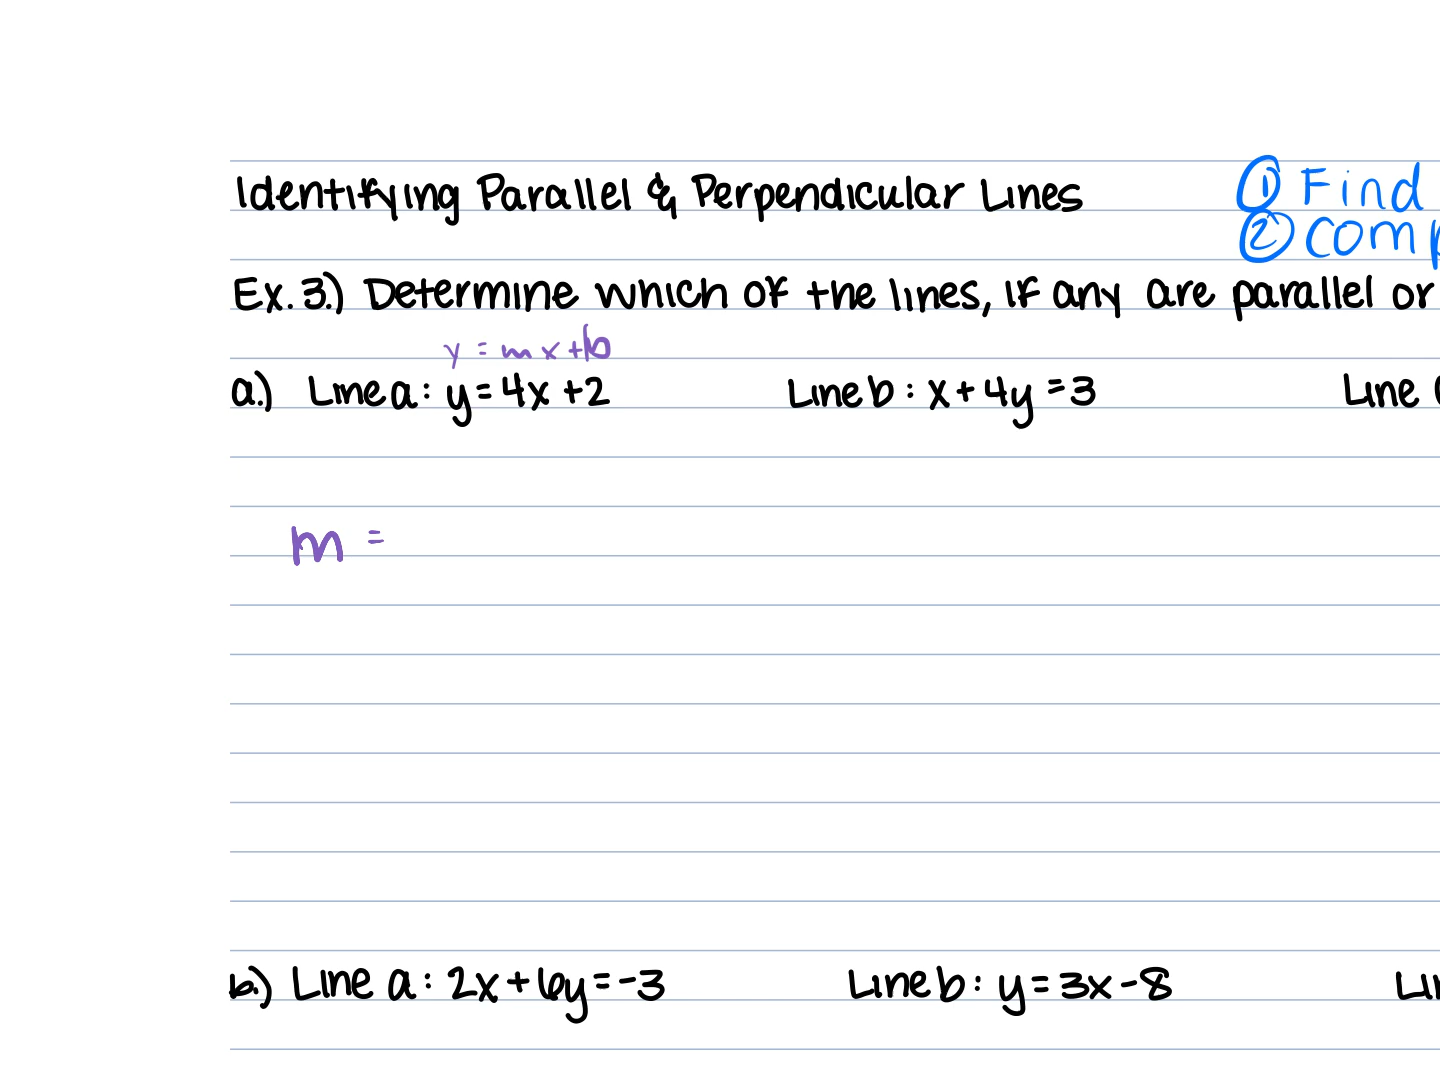 Identifying Parallel & Perpendicular Lines
① Find
② comp
Ex. 3.) Determine which of the lines, if any are parallel or
y = mx+b
a.) Line a: y=4x+2 Line b: x+4y=3 Line
m =
b.) Line a: 2x+6y=-3 Line b: y=3x-8